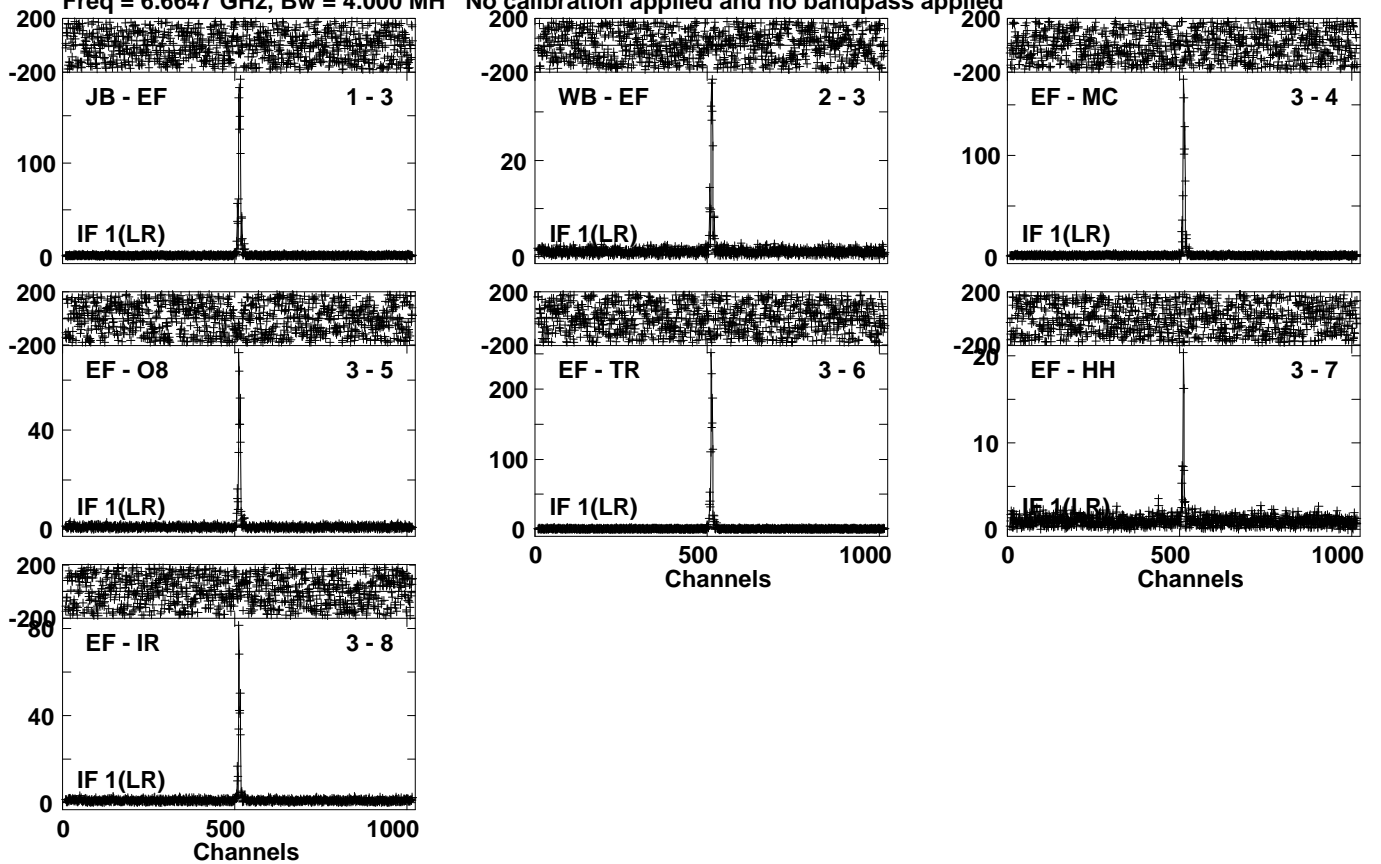 Freq = 6.6647 GHz, Bw = 4.000 MH No calibration applied and no bandpass applied
200
-200
JB - EF 1 - 3
100
IF 1(LR)
0
200
-200
WB - EF 2 - 3
20
IF 1(LR)
0
200
-200
EF - MC 3 - 4
100
IF 1(LR)
0
200
-200
EF - O8 3 - 5
40
IF 1(LR)
0
200
-200
EF - TR 3 - 6
200
100
IF 1(LR)
0
0 500 1000
Channels
200
-200
20
EF - HH 3 - 7
10
IF 1(LR)
0
0 500 1000
Channels
200
-200
80
EF - IR 3 - 8
40
IF 1(LR)
0
0 500 1000
Channels